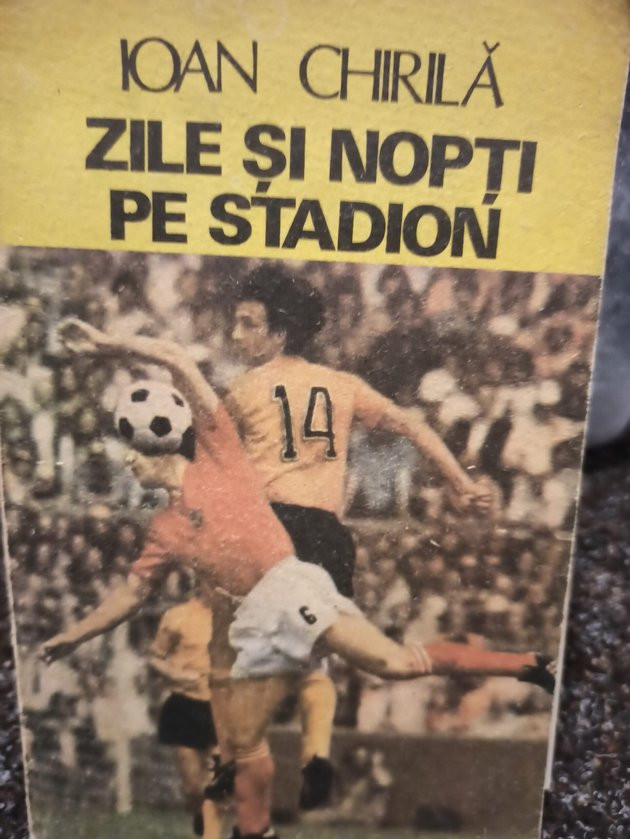 IOAN CHIRILĂ
ZILE ȘI NOPȚI
PE STADION
14
6